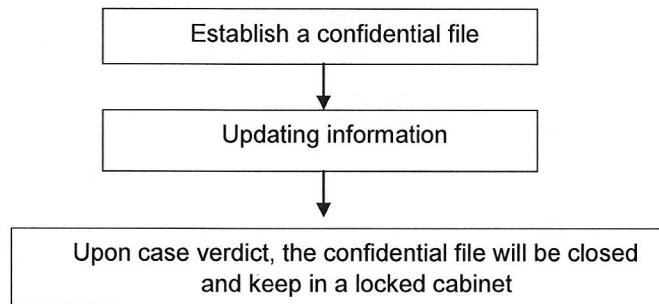 Establish a confidential file
Updating information
Upon case verdict, the confidential file will be closed
and keep in a locked cabinet